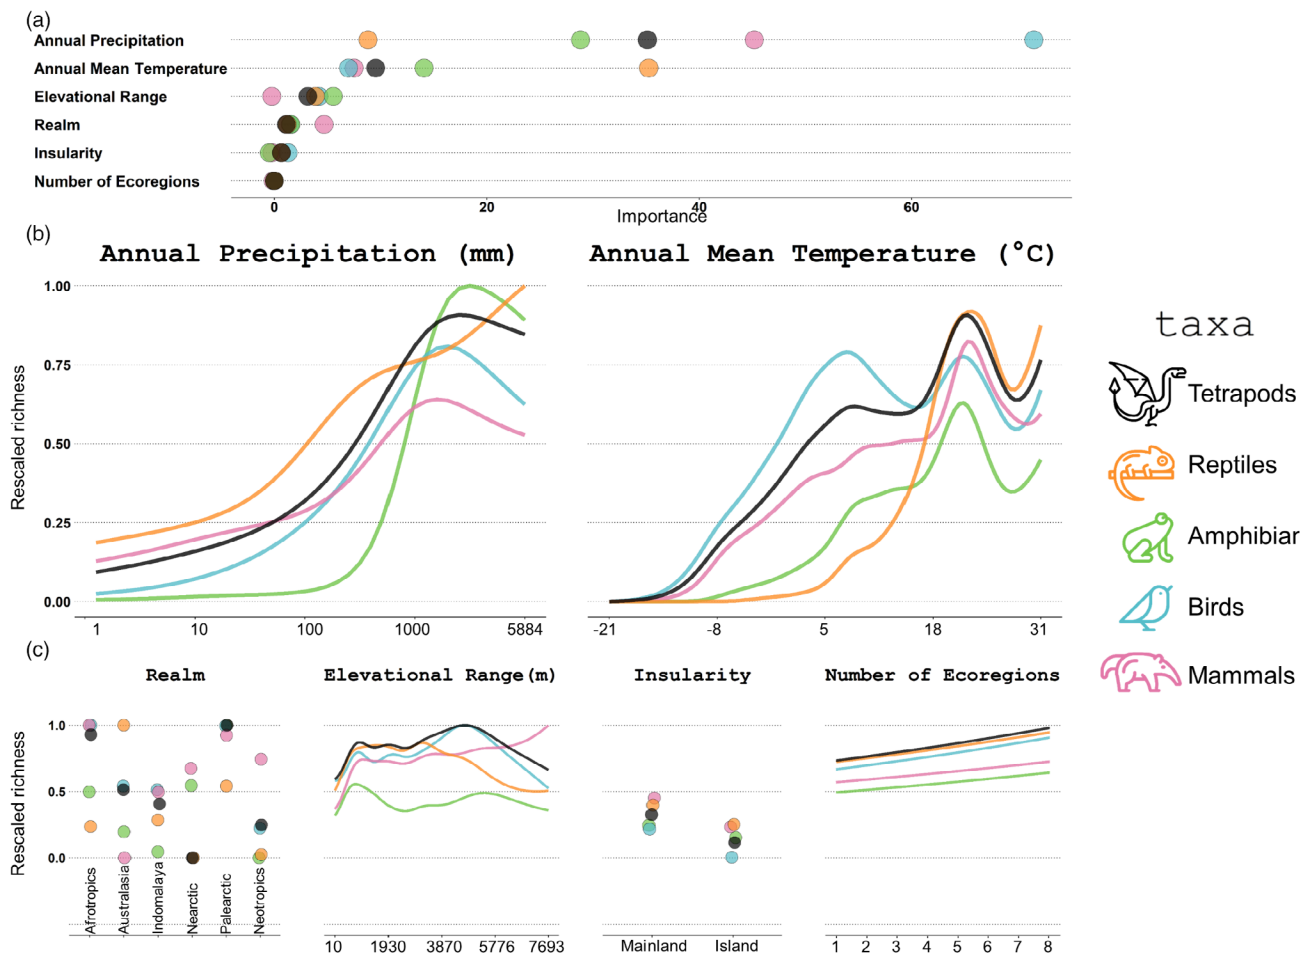 (a)
Annual Precipitation
Annual Mean Temperature
Elevational Range
Realm
Insularity
Number of Ecoregions
0 20 40 60
Importance
(b)
Annual Precipitation (mm)
Annual Mean Temperature (°C)
Rescaled richness
1.00
0.75
0.50
0.25
0.00
1 10 100 1000 5884
Rescaled richness
-21 -8 5 18 31
taxa
Tetrapods
Reptiles
Amphibiar
Birds
Mammals
(c)
Realm
Elevational Range(m)
Insularity
Number of Ecoregions
Rescaled richness
1.0
0.5
0.0
Afrotropics
Australasia
Indomalaya
Nearctic
Palearctic
Neotropics
10 1930 3870 5776 7693
Mainland Island
1 2 3 4 5 6 7 8